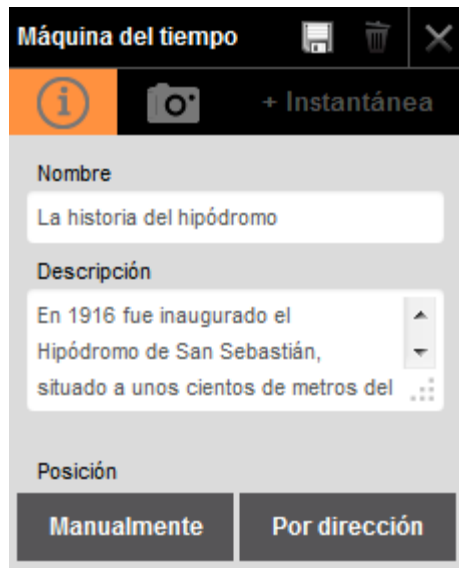 Máquina del tiempo
+ Instantánea
Nombre
La historia del hipódromo
Descripción
En 1916 fue inaugurado el
Hipódromo de San Sebastián,
situado a unos cientos de metros del
Posición
Manualmente Por dirección